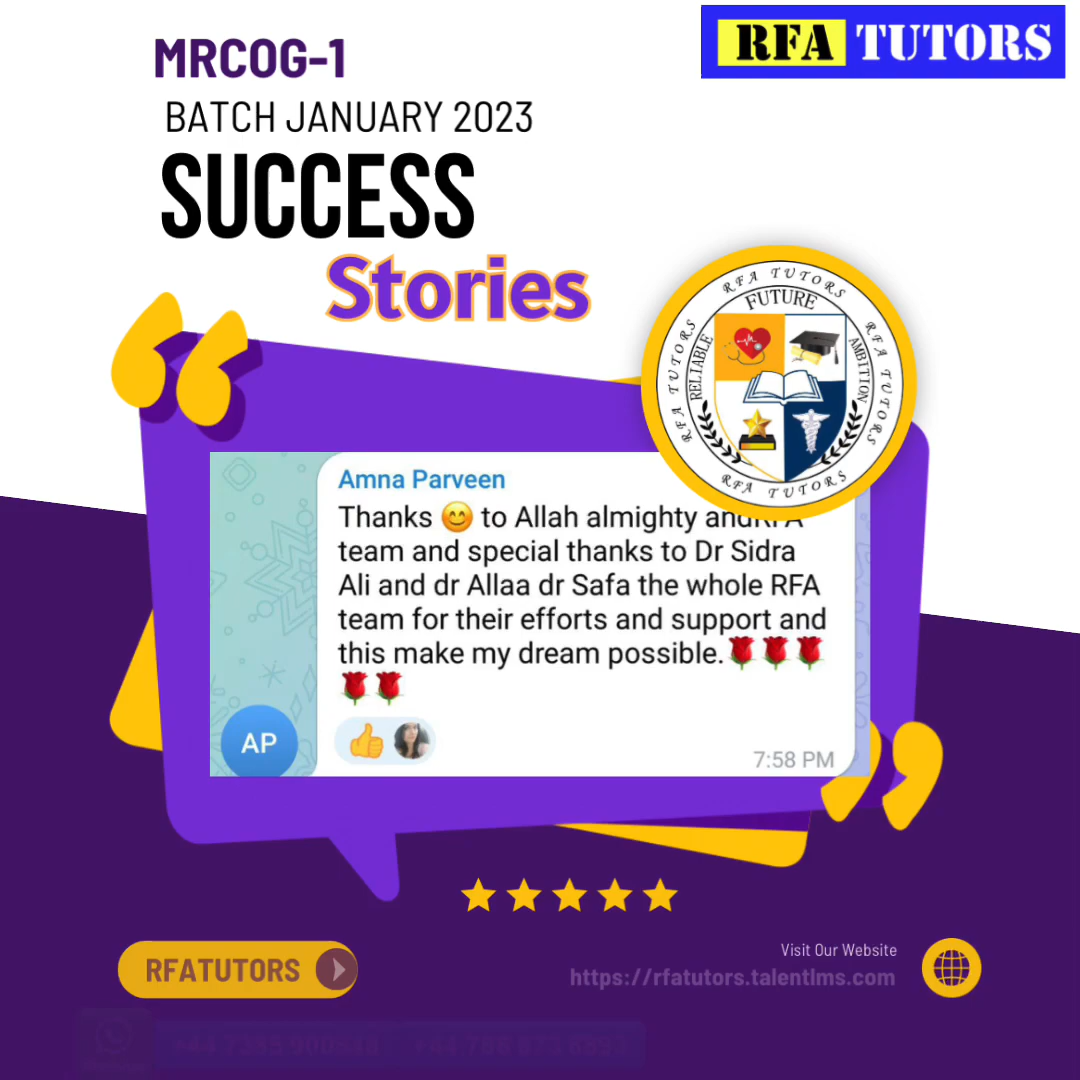 RFA TUTORS
MRCOG-1
BATCH JANUARY 2023
SUCCESS
Stories
RFA TUTORS
FUTURE
RELIABLE
AMBITION
RFA TUTORS
RFA TUTORS
RFA TUTORS
Amna Parveen
Thanks 😊 to Allah almighty and RFA
team and special thanks to Dr Sidra
Ali and dr Allaa dr Safa the whole RFA
team for their efforts and support and
this make my dream possible.🌹🌹🌹
🌹🌹
AP
👍
7:58 PM
RFATUTORS
Visit Our Website
https://rfatutors.talentlms.com